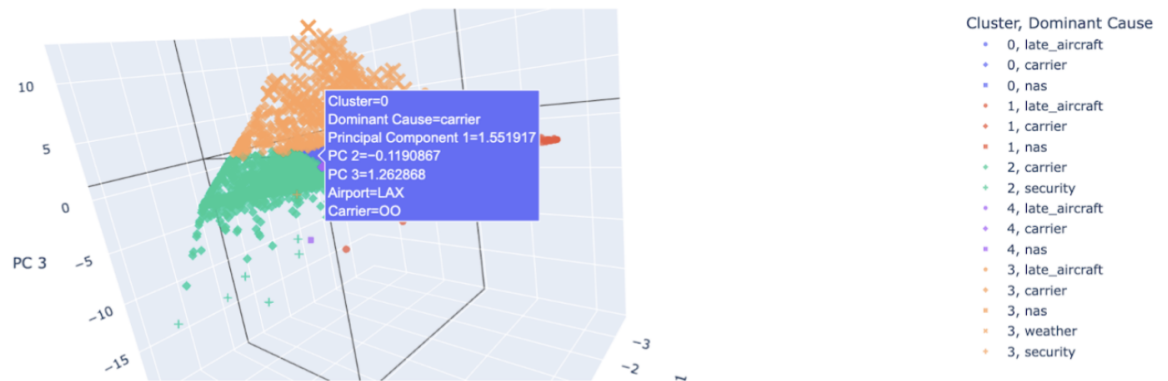 Cluster, Dominant Cause
0, late_aircraft
0, carrier
0, nas
1, late_aircraft
1, carrier
1, nas
2, carrier
2, security
4, late_aircraft
4, carrier
4, nas
3, late_aircraft
3, carrier
3, nas
3, weather
3, security
Cluster=0
Dominant Cause=carrier
Principal Component 1=1.551917
PC 2=−0.1190867
PC 3=1.262868
Airport=LAX
Carrier=OO
10
5
0
PC 3
−5
−10
−15
−3
−2